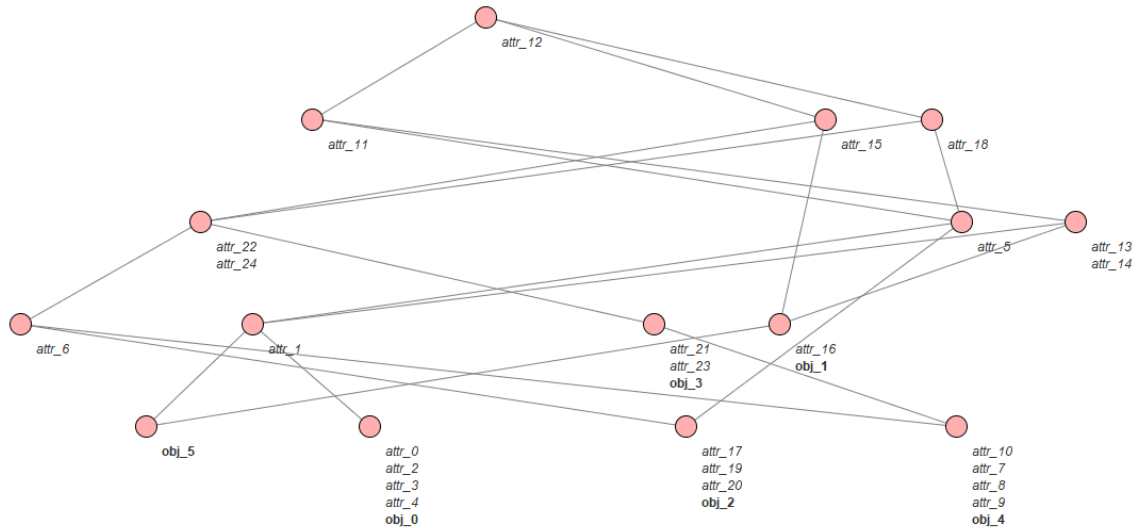 attr_12
attr_11
attr_15
attr_18
attr_22
attr_24
attr_5
attr_13
attr_14
attr_6
attr_1
attr_21
attr_23
obj_3
attr_16
obj_1
obj_5
attr_0
attr_2
attr_3
attr_4
obj_0
attr_17
attr_19
attr_20
obj_2
attr_10
attr_7
attr_8
attr_9
obj_4